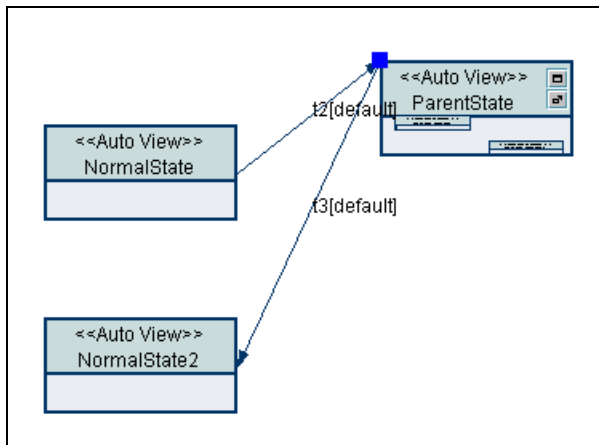 <<Auto View>>
ParentState
t2[default]
<<Auto View>>
NormalState
t3[default]
<<Auto View>>
NormalState2